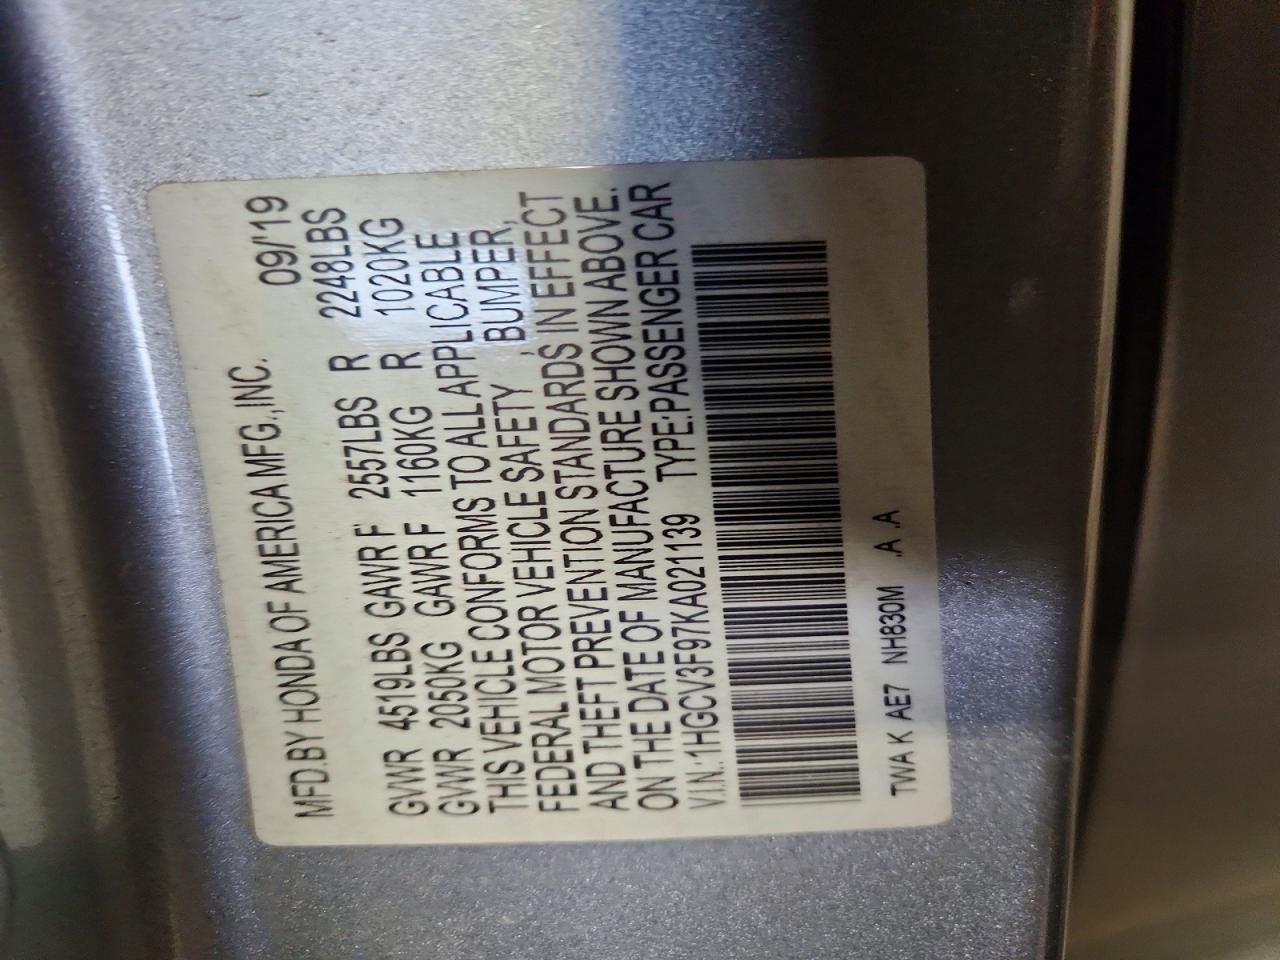 MFD.BY HONDA OF AMERICA MFG.,INC. 09/'19
GVWR 4519LBS GAWR F 2557LBS R 2248LBS
GVWR 2050KG GAWR F 1160KG R 1020KG
THIS VEHICLE CONFORMS TO ALL APPLICABLE
FEDERAL MOTOR VEHICLE SAFETY , BUMPER,
AND THEFT PREVENTION STANDARDS IN EFFECT
ON THE DATE OF MANUFACTURE SHOWN ABOVE.
V.I.N.:1HGCV3F97KA021139 TYPE:PASSENGER CAR
TWA K AE7 NH830M .A .A